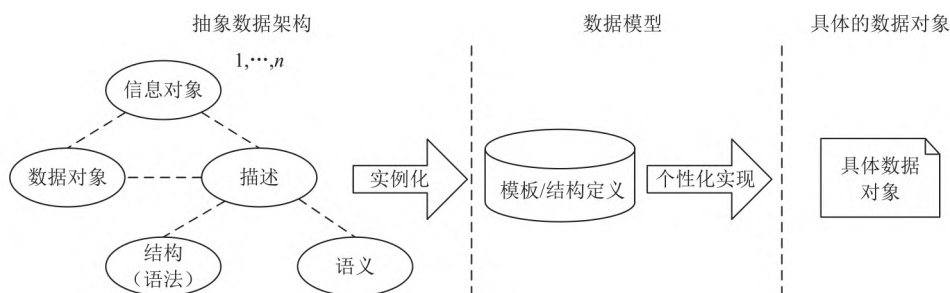 抽象数据架构
数据模型
具体的数据对象
1,…,n
信息对象
数据对象
描述
实例化
模板/结构定义
个性化实现
具体数据
对象
结构
（语法）
语义